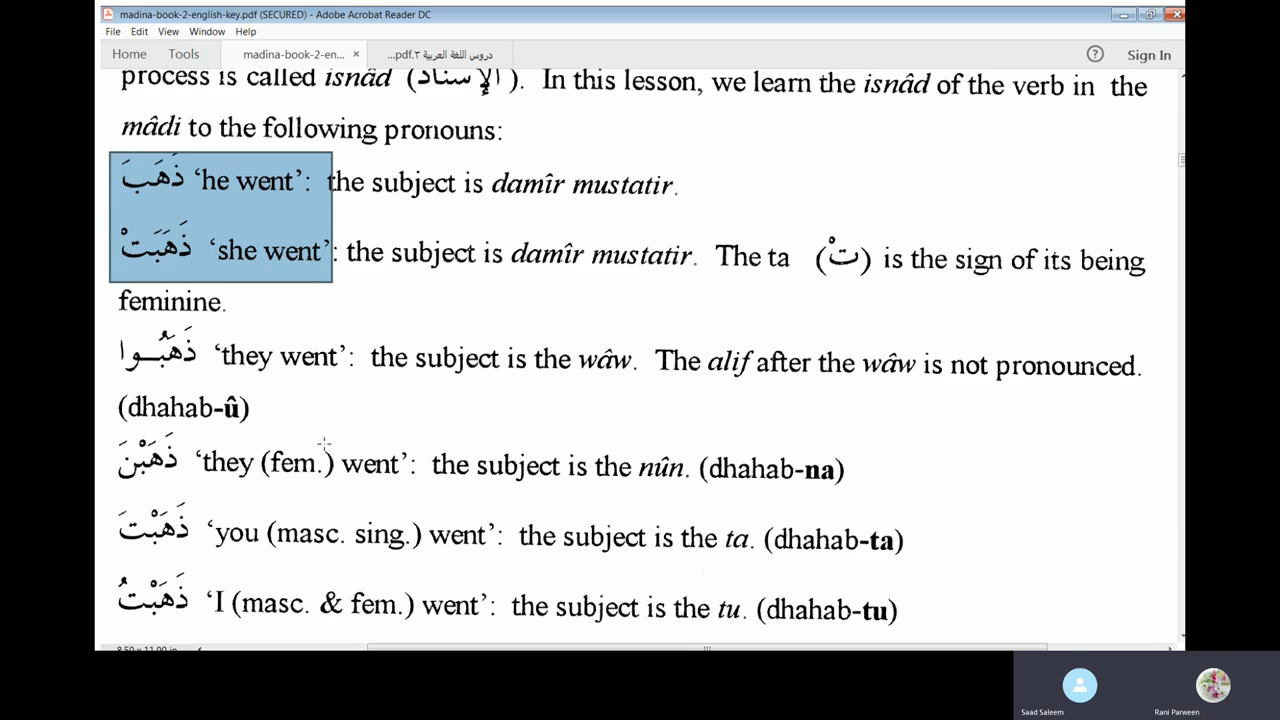 madina-book-2-english-key.pdf (SECURED) - Adobe Acrobat Reader DC
File Edit View Window Help
Home Tools madina-book-2-en... × ...pdf.٢ دروس اللغة العربية ? Sign In
process is called isnâd (الإسناد). In this lesson, we learn the isnâd of the verb in the
mâdi to the following pronouns:
ذَهَبَ ‘he went’: the subject is damîr mustatir.
ذَهَبَتْ ‘she went’: the subject is damîr mustatir. The ta (تْ) is the sign of its being
feminine.
ذَهَبُوا ‘they went’: the subject is the wâw. The alif after the wâw is not pronounced.
(dhahab-û)
ذَهَبْنَ ‘they (fem.) went’: the subject is the nûn. (dhahab-na)
ذَهَبْتَ ‘you (masc. sing.) went’: the subject is the ta. (dhahab-ta)
ذَهَبْتُ ‘I (masc. & fem.) went’: the subject is the tu. (dhahab-tu)
8.50 x 11.00 in
Saad Saleem Rani Parween